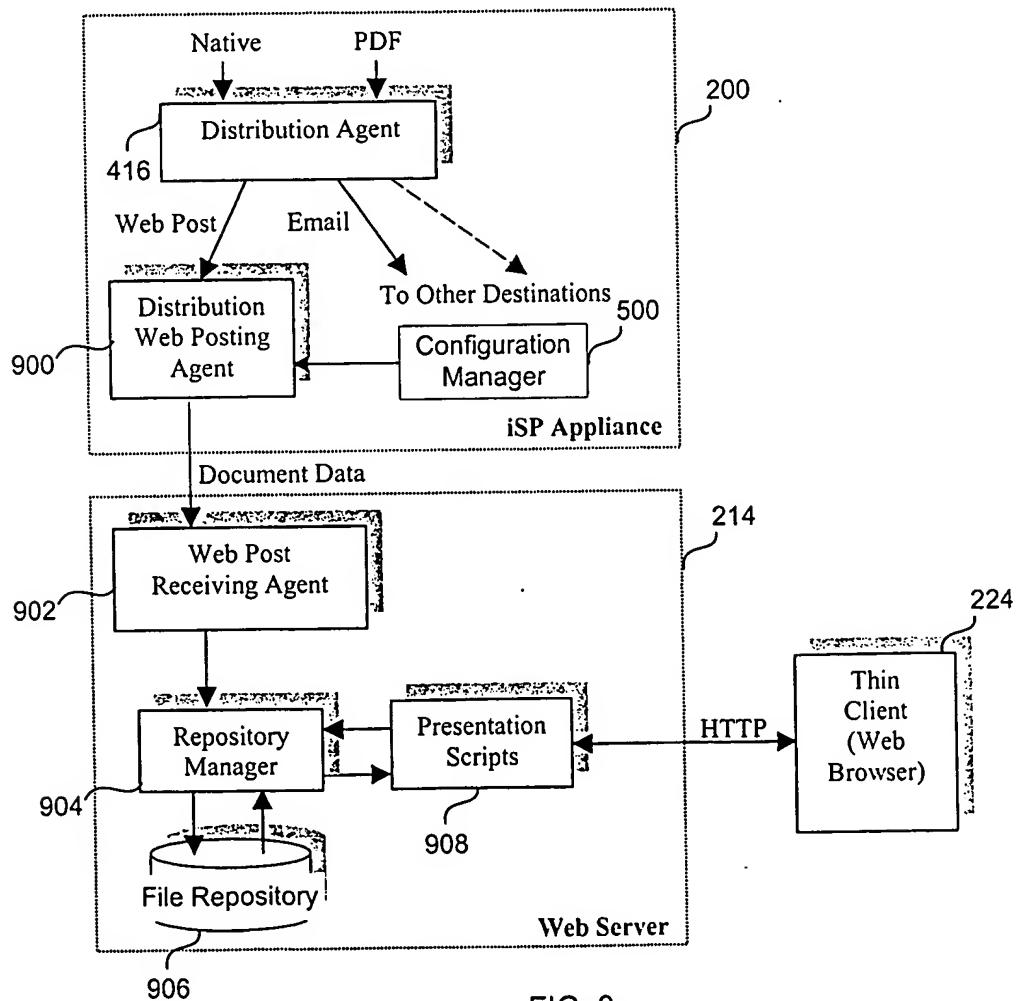 Native
PDF
200
Distribution Agent
416
Web Post
Email
To Other Destinations
500
Distribution
Web Posting
Agent
900
Configuration
Manager
iSP Appliance
Document Data
214
Web Post
Receiving Agent
902
224
Thin
Client
(Web
Browser)
HTTP
Repository
Manager
904
Presentation
Scripts
908
File Repository
906
Web Server